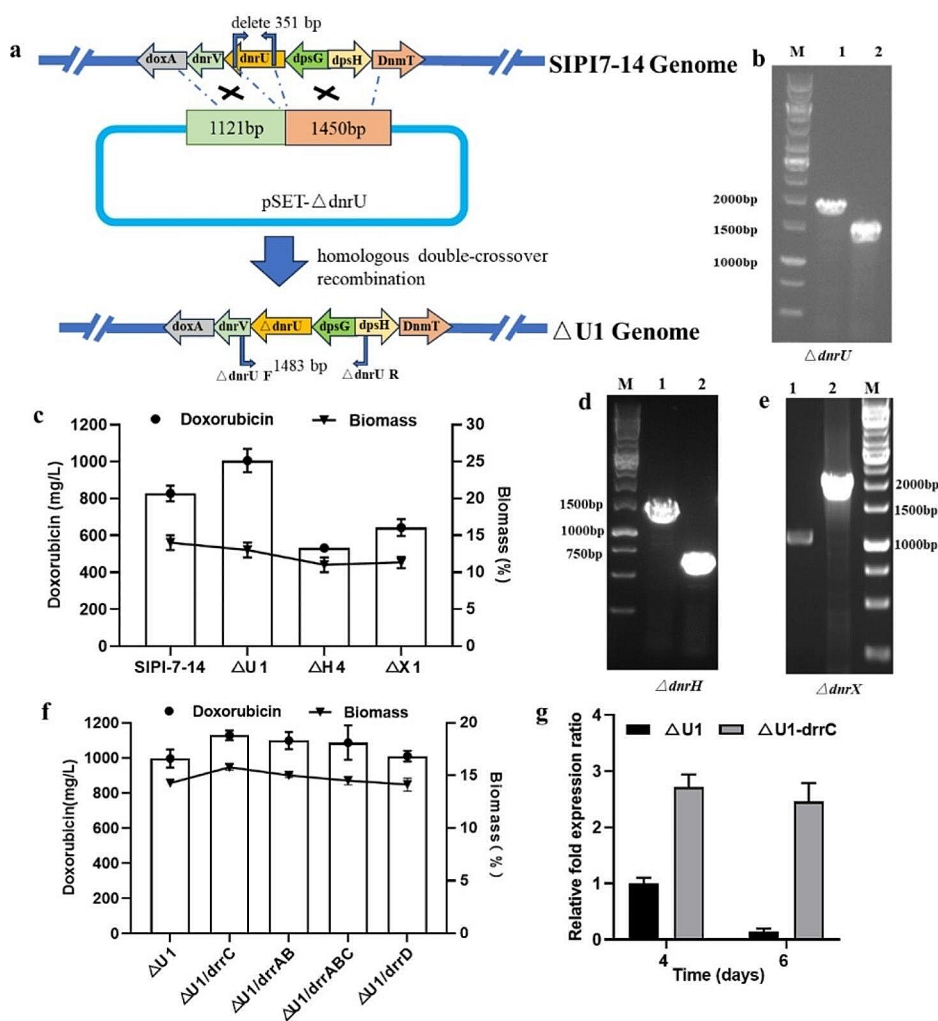 a
delete 351 bp
doxA dnrV dnrU dpsG dpsH DnmT
SIPI7-14 Genome
1121bp 1450bp
pSET-△dnrU
homologous double-crossover
recombination
doxA dnrV △dnrU dpsG dpsH DnmT
△U1 Genome
△dnrU F 1483 bp △dnrU R
b
M 1 2
2000bp
1500bp
1000bp
△dnrU
c
Doxorubicin Biomass
Doxorubicin (mg/L)
1200
1000
800
600
400
200
0
Biomass (%)
30
25
20
15
10
5
0
SIPI-7-14 △U1 △H4 △X1
d
M 1 2
1500bp
1000bp
750bp
△dnrH
e
1 2 M
2000bp
1500bp
1000bp
△dnrX
f
Doxorubicin Biomass
Doxorubicin(mg/L)
1200
1000
800
600
400
200
0
Biomass (%)
20
15
10
5
0
△U1 △U1/drrC △U1/drrAB △U1/drrABC △U1/drrD
g
△U1 △U1-drrC
Relative fold expression ratio
4
3
2
1
0
4 6
Time (days)